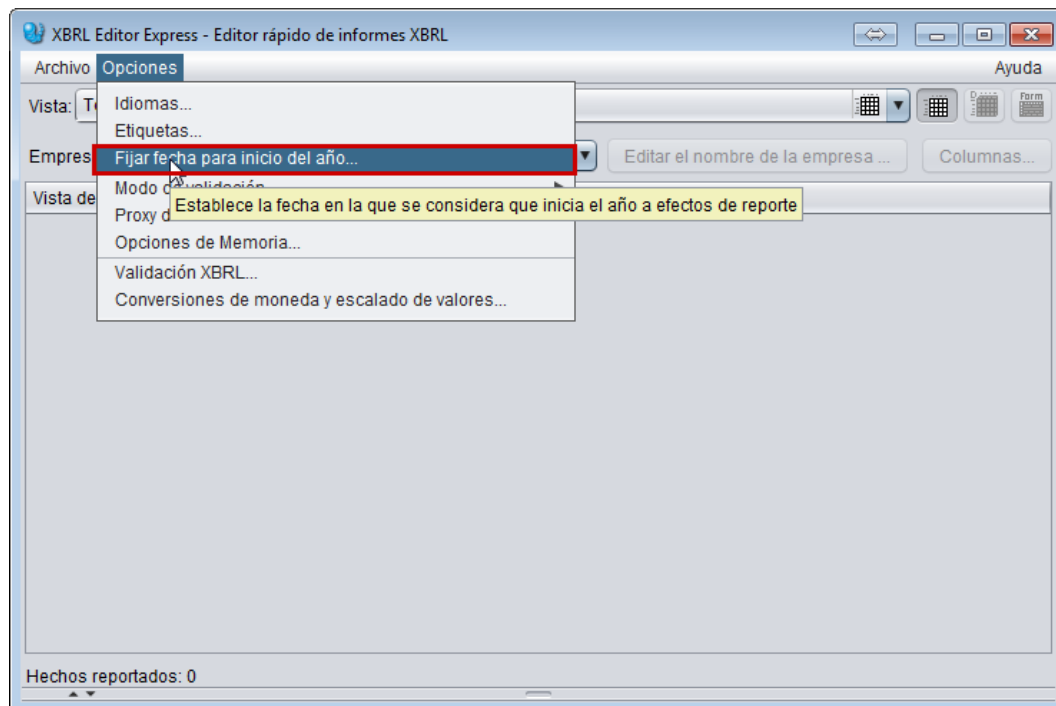 XBRL Editor Express - Editor rápido de informes XBRL
Archivo Opciones Ayuda
Vista:
Form
Idiomas...
Etiquetas...
Fijar fecha para inicio del año...
Editar el nombre de la empresa ... Columnas...
Modo de validación
Vista de
Establece la fecha en la que se considera que inicia el año a efectos de reporte
Proxy d
Opciones de Memoria...
Validación XBRL...
Conversiones de moneda y escalado de valores...
Hechos reportados: 0